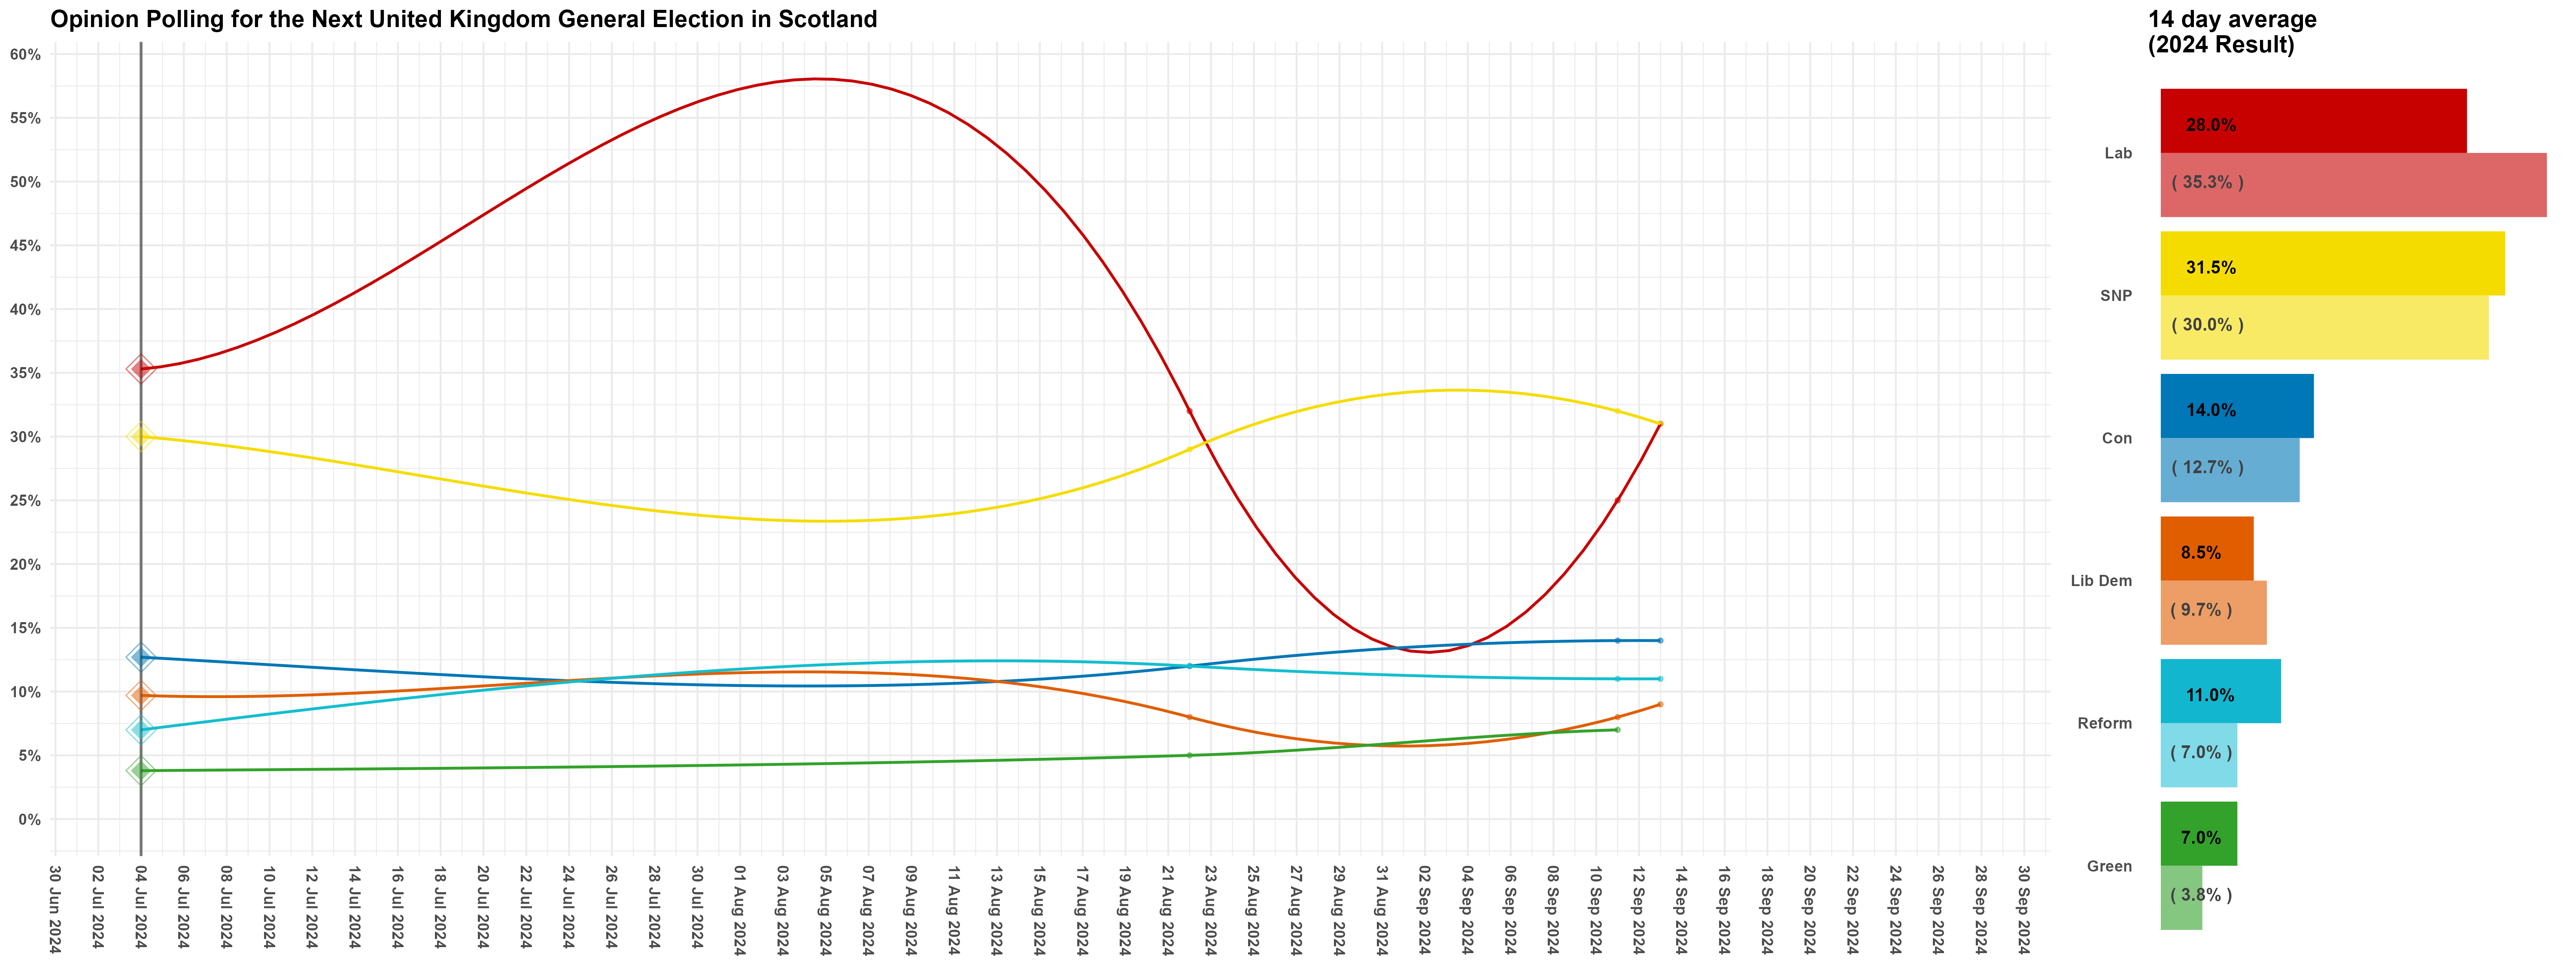 Opinion Polling for the Next United Kingdom General Election in Scotland
60%
55%
50%
45%
40%
35%
30%
25%
20%
15%
10%
5%
0%
30 Jun 2024
02 Jul 2024
04 Jul 2024
06 Jul 2024
08 Jul 2024
10 Jul 2024
12 Jul 2024
14 Jul 2024
16 Jul 2024
18 Jul 2024
20 Jul 2024
22 Jul 2024
24 Jul 2024
26 Jul 2024
28 Jul 2024
30 Jul 2024
01 Aug 2024
03 Aug 2024
05 Aug 2024
07 Aug 2024
09 Aug 2024
11 Aug 2024
13 Aug 2024
15 Aug 2024
17 Aug 2024
19 Aug 2024
21 Aug 2024
23 Aug 2024
25 Aug 2024
27 Aug 2024
29 Aug 2024
31 Aug 2024
02 Sep 2024
04 Sep 2024
06 Sep 2024
08 Sep 2024
10 Sep 2024
12 Sep 2024
14 Sep 2024
16 Sep 2024
18 Sep 2024
20 Sep 2024
22 Sep 2024
24 Sep 2024
26 Sep 2024
28 Sep 2024
30 Sep 2024
14 day average
(2024 Result)
28.0%
Lab
( 35.3% )
31.5%
SNP
( 30.0% )
14.0%
Con
( 12.7% )
8.5%
Lib Dem
( 9.7% )
11.0%
Reform
( 7.0% )
7.0%
Green
( 3.8% )